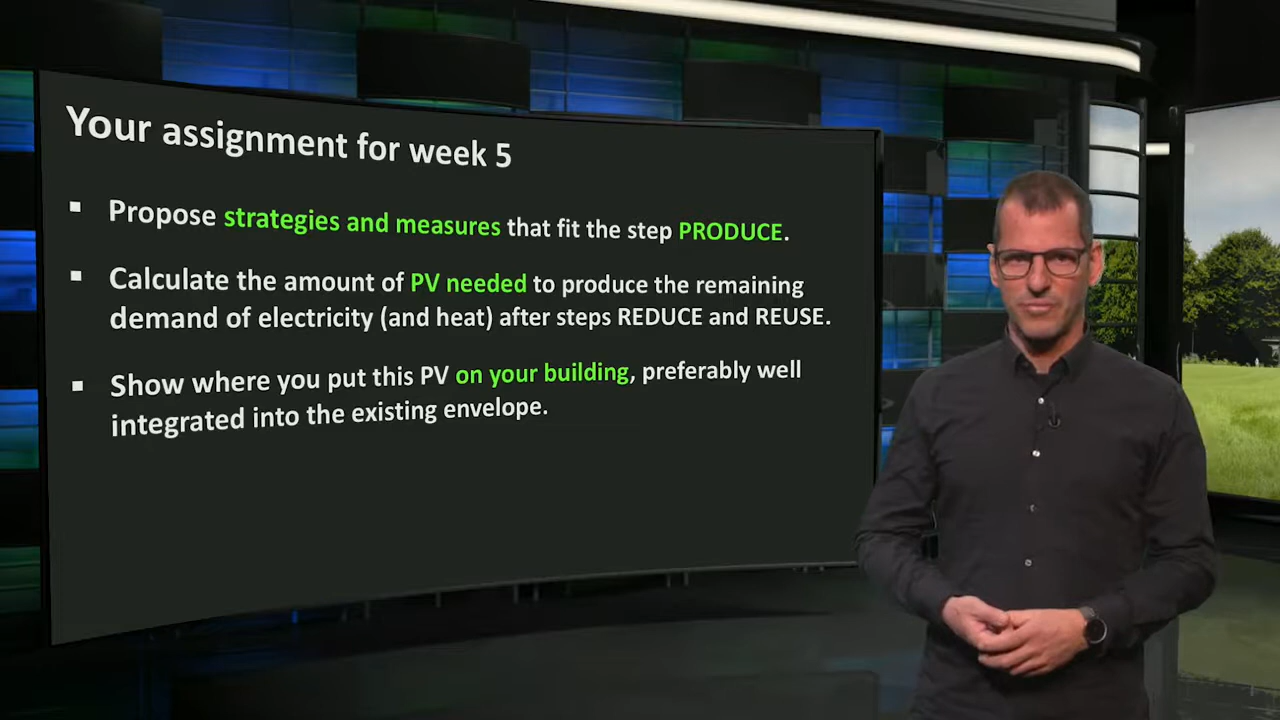 Your assignment for week 5
▪ Propose strategies and measures that fit the step PRODUCE.
▪ Calculate the amount of PV needed to produce the remaining
demand of electricity (and heat) after steps REDUCE and REUSE.
▪ Show where you put this PV on your building, preferably well
integrated into the existing envelope.